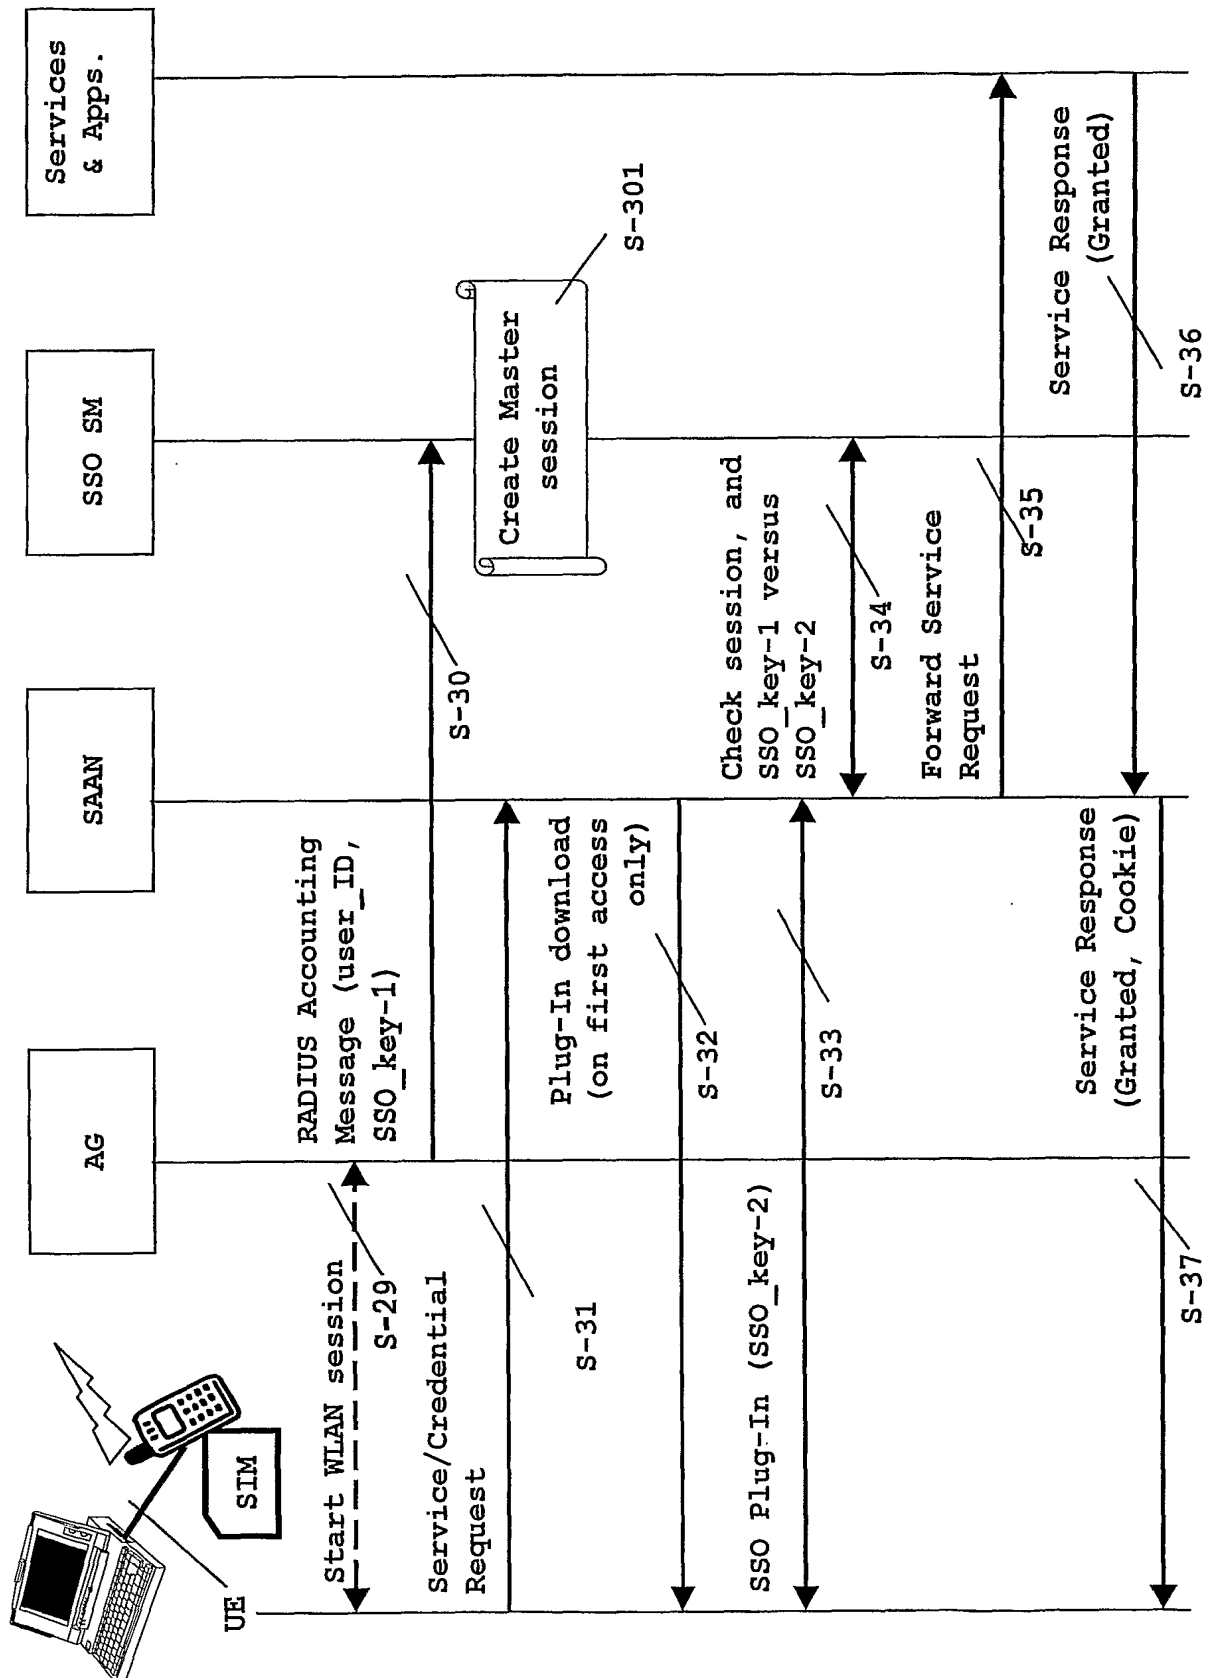 UE
SIM
AG
SAAN
SSO SM
Services
& Apps.
Start WLAN session
S-29
RADIUS Accounting
Message (user_ID,
SSO_key-1)
S-30
Create Master
session
S-301
Service/Credential
Request
S-31
Plug-In download
(on first access
only)
S-32
SSO Plug-In (SSO_key-2)
S-33
Check session, and
SSO_key-1 versus
SSO_key-2
S-34
Forward Service
Request
S-35
Service Response
(Granted)
S-36
Service Response
(Granted, Cookie)
S-37